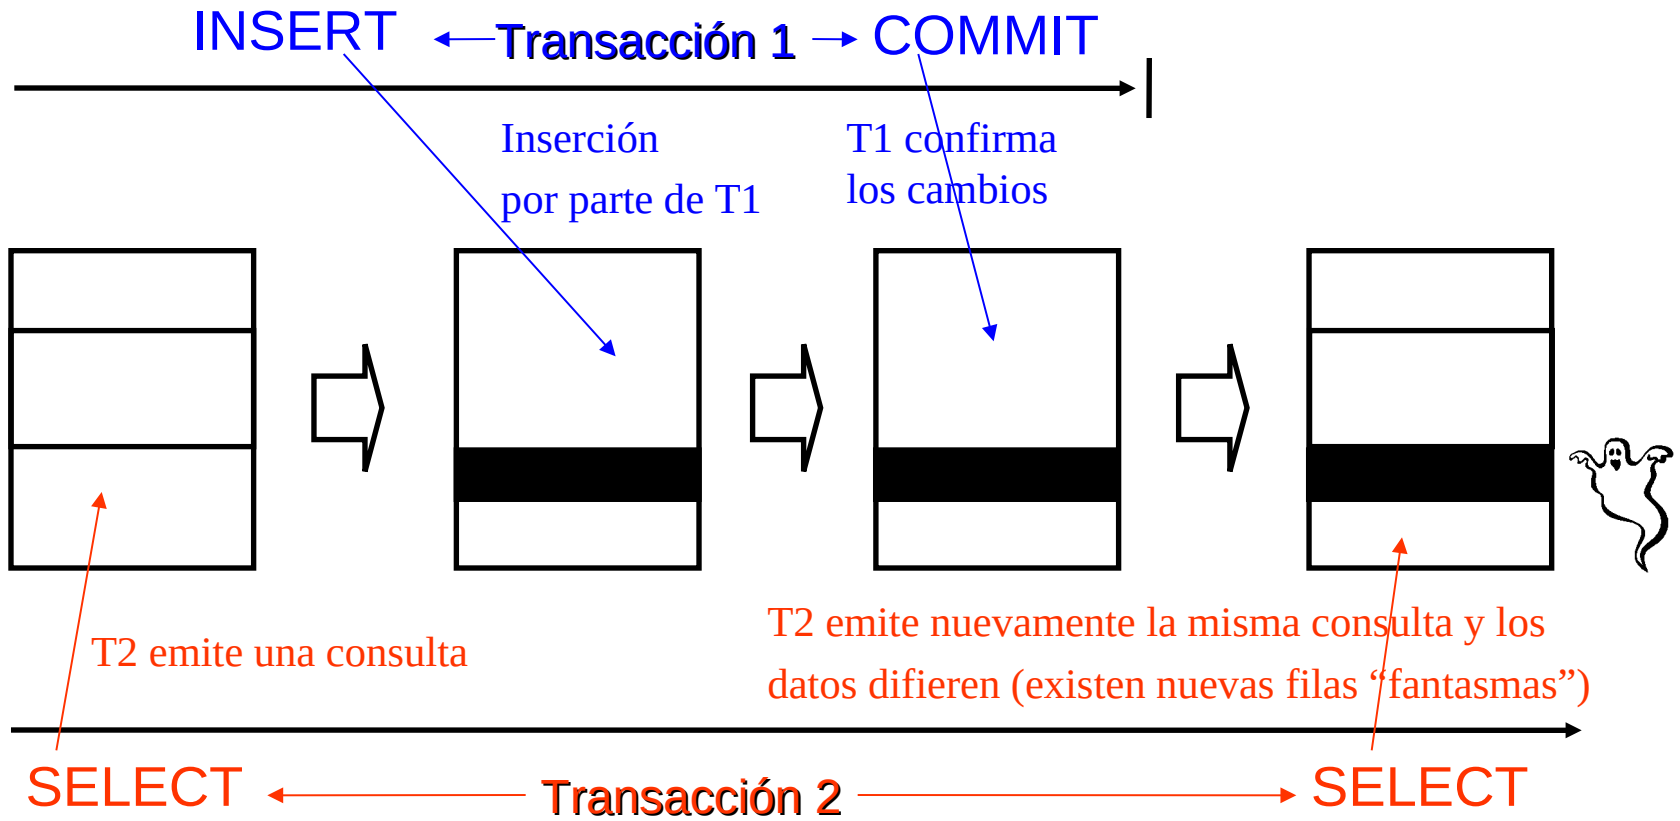 INSERT Transacción 1 COMMIT
Inserción
por parte de T1
T1 confirma
los cambios
T2 emite una consulta
T2 emite nuevamente la misma consulta y los
datos difieren (existen nuevas filas “fantasmas”)
SELECT Transacción 2 SELECT